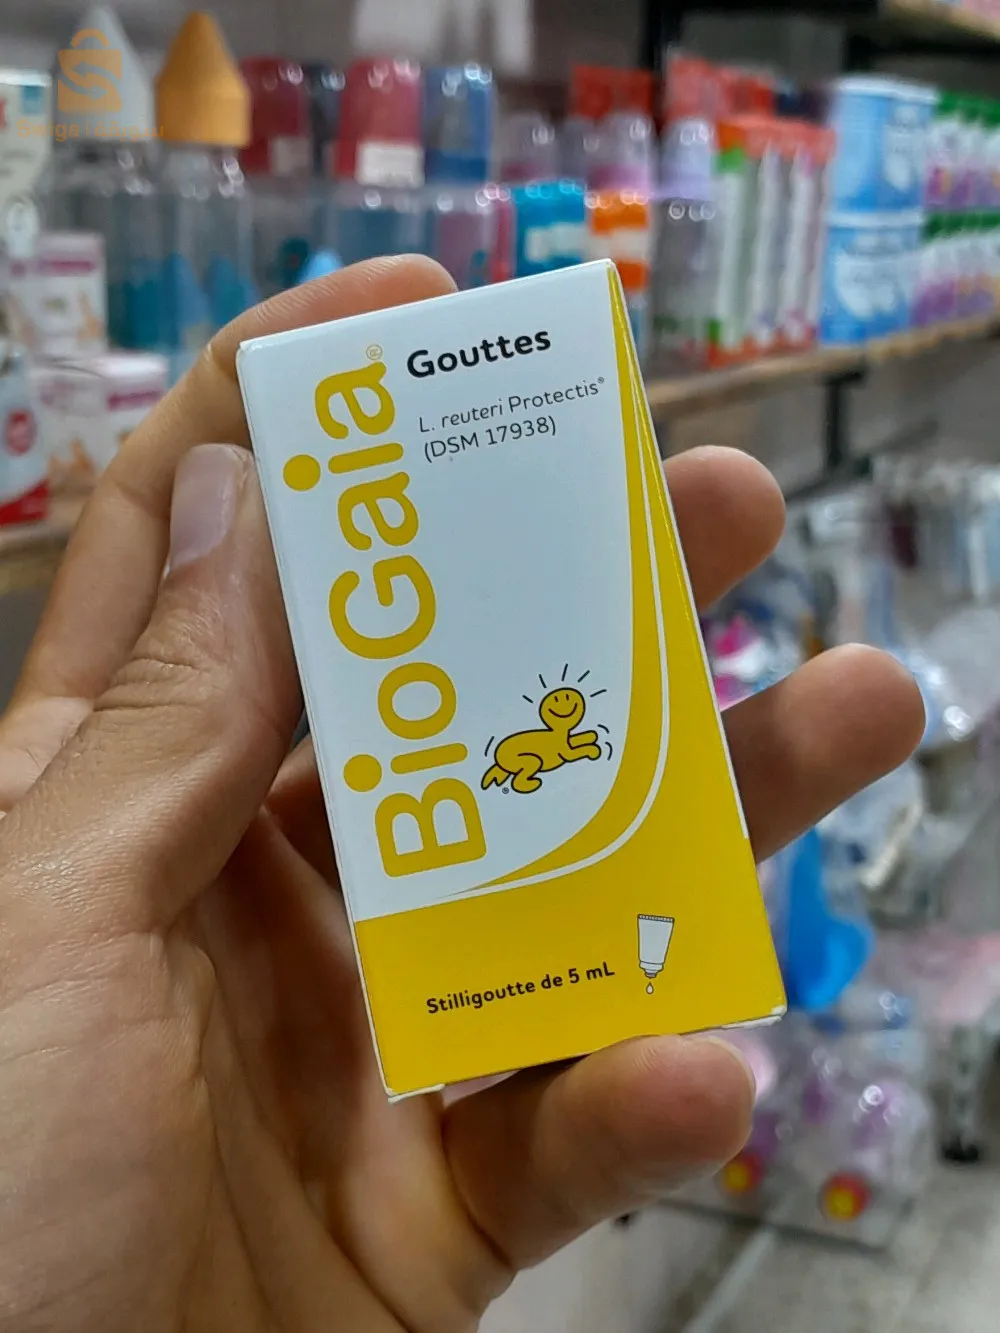 BioGaia®
Gouttes
L. reuteri Protectis®
(DSM 17938)
Stilligoutte de 5 mL